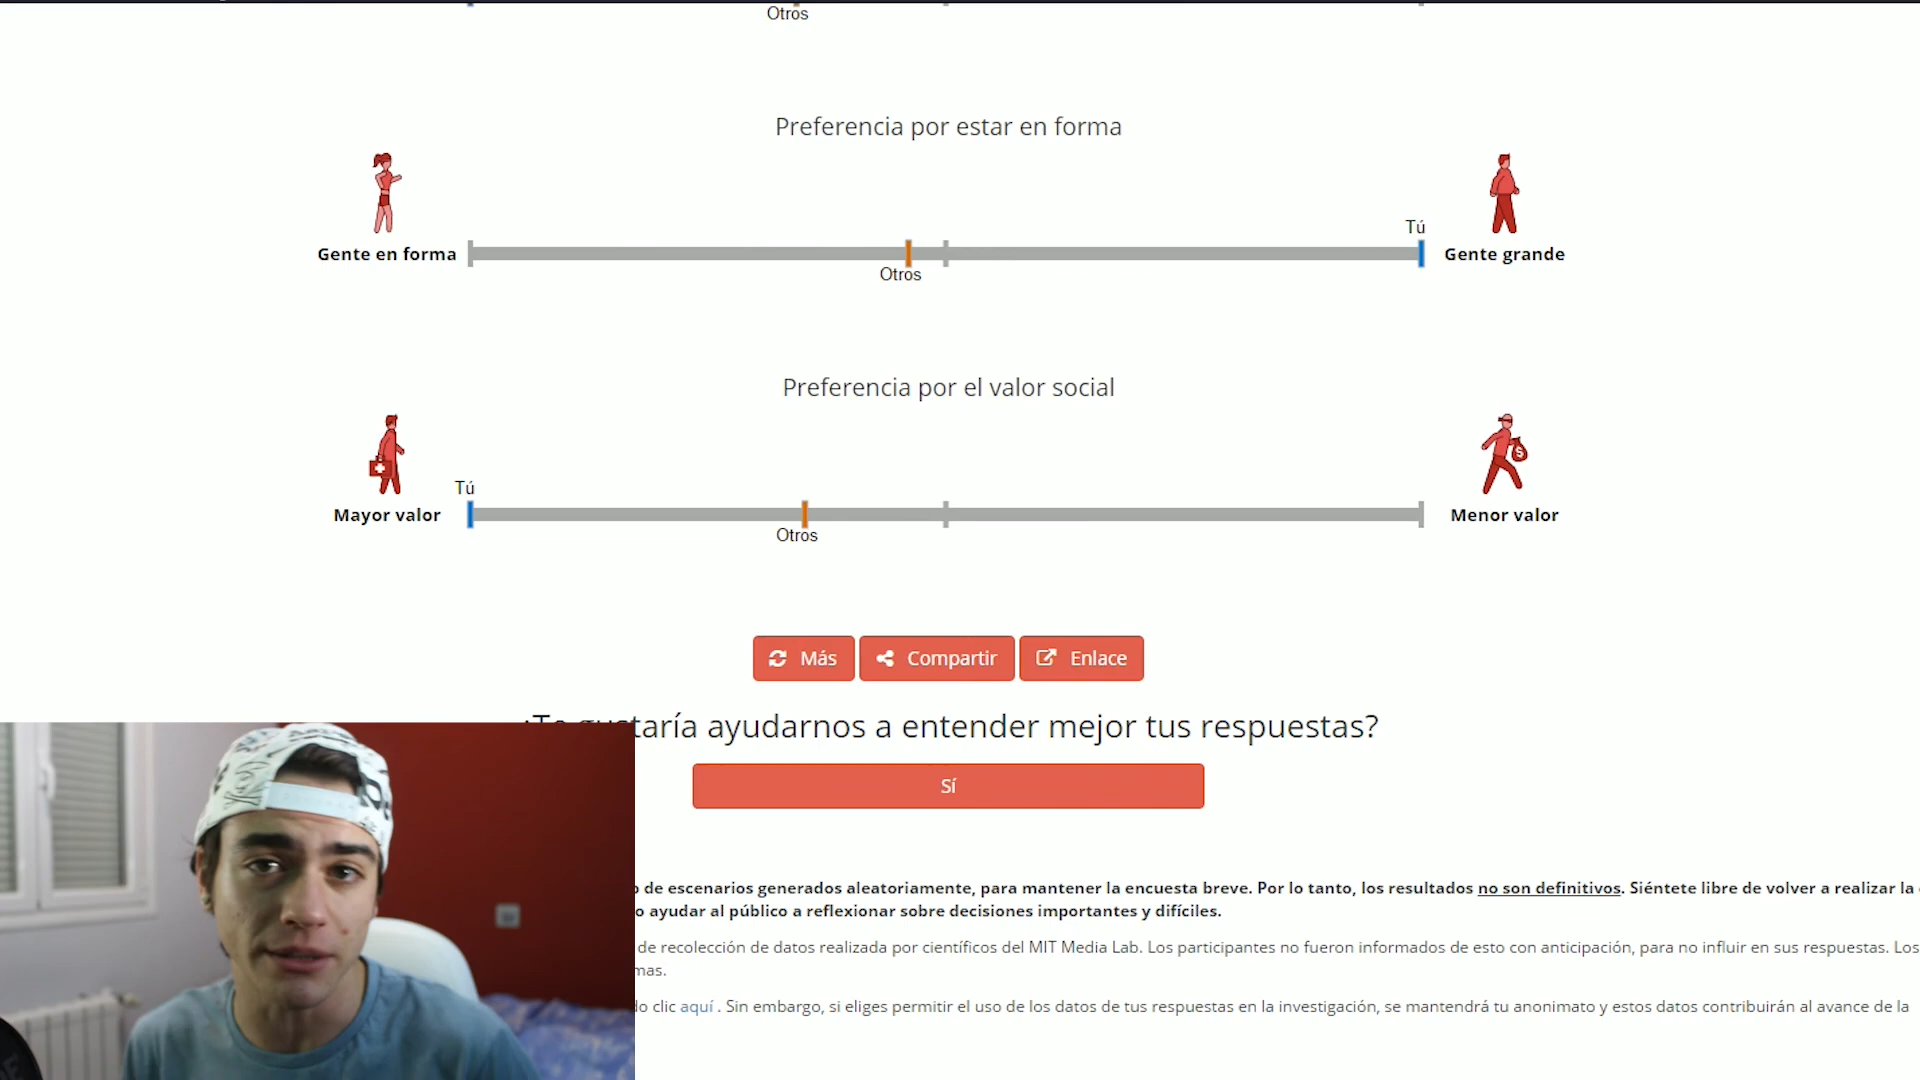 Otros
Preferencia por estar en forma
Tú
Gente en forma
Gente grande
Otros
Preferencia por el valor social
Tú
Mayor valor
Menor valor
Otros
Más Compartir Enlace
gustaría ayudarnos a entender mejor tus respuestas?
Sí
de escenarios generados aleatoriamente, para mantener la encuesta breve. Por lo tanto, los resultados no son definitivos. Siéntete libre de volver a realizar la
ayudar al público a reflexionar sobre decisiones importantes y difíciles.
de recolección de datos realizada por científicos del MIT Media Lab. Los participantes no fueron informados de esto con anticipación, para no influir en sus respuestas. Los
clic aquí . Sin embargo, si eliges permitir el uso de los datos de tus respuestas en la investigación, se mantendrá tu anonimato y estos datos contribuirán al avance de la